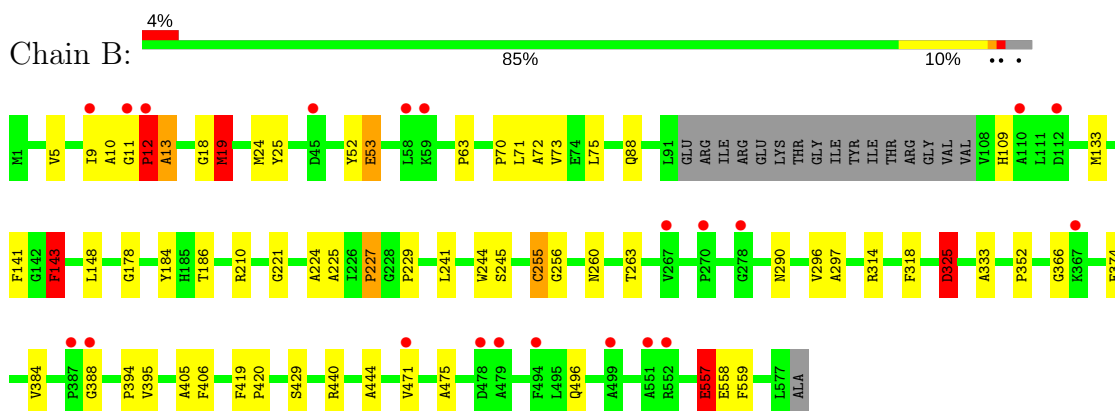 4%
Chain B:
85% 10%
M1 V5 I9 A10 G11 P12 A13 G18 M19 M24 Y25 D45 Y52 E53 L58 K59 P63 P70 L71 A72 V73 E74 L75 Q88 L91 GLU ARG ILE ARG GLU LYS THR GLY ILE TYR ILE THR ARG GLY VAL VAL V108 H109 A110 L111 D112 M133
F141 G142 F143 L148 G178 Y184 H185 T186 R210 G221 A224 A225 I226 P227 G228 P229 L241 W244 S245 C255 G256 N260 T263 V267 P270 G278 N290 V296 A297 R314 F318 D325 A333 P352 G366 K367
V384 P387 G388 P394 V395 A405 F406 F419 P420 S429 R440 A444 V471 A475 D478 A479 F494 L495 Q496 A499 A551 R552 E557 E558 F559 L577 ALA